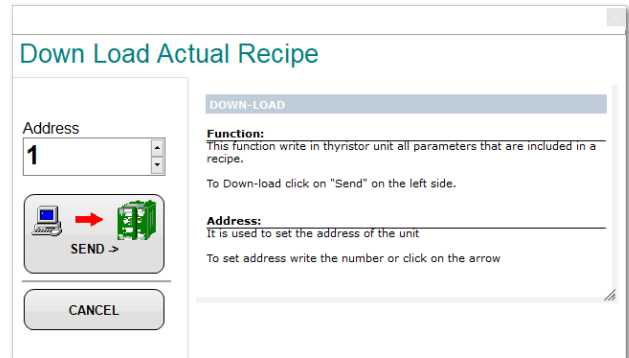 Down Load Actual Recipe
Address
1
SEND ->
CANCEL
DOWN-LOAD
Function:
This function write in thyristor unit all parameters that are included in a
recipe.
To Down-load click on "Send" on the left side.
Address:
It is used to set the address of the unit
To set address write the number or click on the arrow